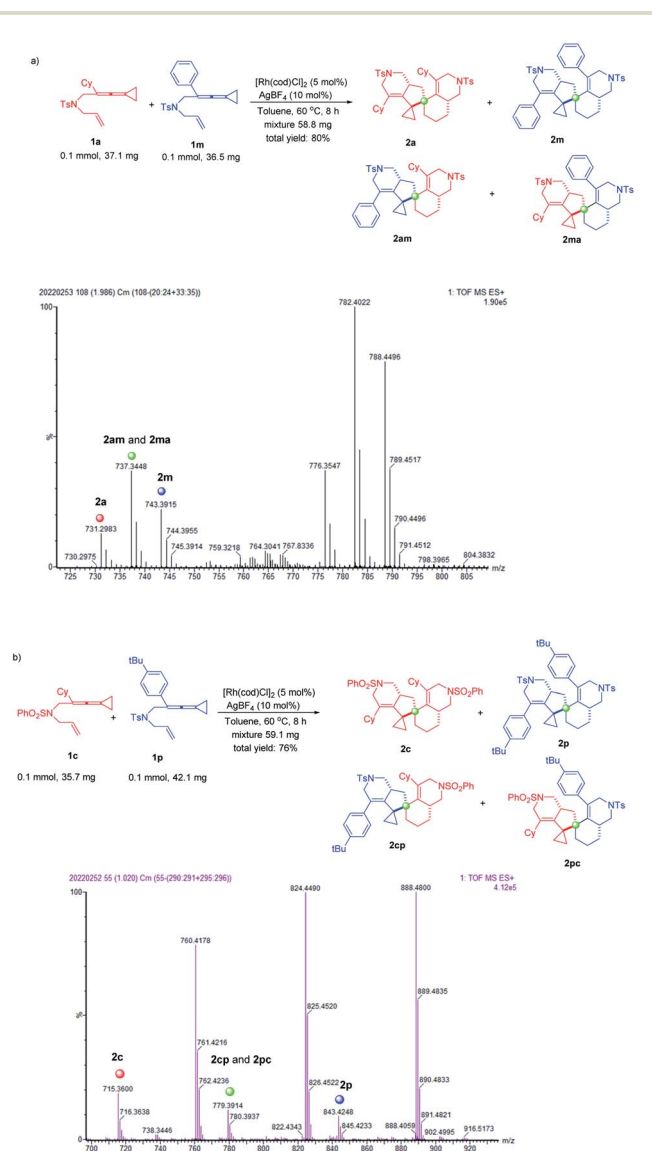 a)
Cy
TsN
1a
0.1 mmol, 37.1 mg
+
TsN
1m
0.1 mmol, 36.5 mg
[Rh(cod)Cl]2 (5 mol%)
AgBF4 (10 mol%)
Toluene, 60 °C, 8 h
mixture 58.8 mg
total yield: 80%
TsN
Cy
Cy
NTs
2a
+
TsN
NTs
2m
TsN
Cy
NTs
2am
+
TsN
Cy
NTs
2ma
20220253 108 (1.986) Cm (108-(20:24+33:35))
1: TOF MS ES+
1.90e5
100
%
0
782.4022
788.4496
2am and 2ma
737.3448
2m
743.3915
2a
731.2983
776.3547
789.4517
730.2975
744.3955
745.3914
759.3218
764.3041
767.8336
790.4496
791.4512
798.3965
804.3832
725 730 735 740 745 750 755 760 765 770 775 780 785 790 795 800 805
m/z
b)
Cy
PhO2SN
1c
0.1 mmol, 35.7 mg
+
tBu
TsN
1p
0.1 mmol, 42.1 mg
[Rh(cod)Cl]2 (5 mol%)
AgBF4 (10 mol%)
Toluene, 60 °C, 8 h
mixture 59.1 mg
total yield: 76%
PhO2SN
Cy
Cy
NSO2Ph
2c
+
tBu
TsN
NTs
tBu
2p
TsN
Cy
NSO2Ph
tBu
2cp
+
tBu
PhO2SN
Cy
NTs
2pc
20220252 55 (1.020) Cm (55-(290:291+295:296))
1: TOF MS ES+
4.12e5
100
%
0
824.4490
888.4800
760.4178
889.4835
825.4520
761.4216
2c
715.3600
762.4236
2cp and 2pc
779.3914
826.4522
2p
843.4248
890.4833
716.3638
738.3446
780.3937
822.4343
845.4233
888.4059
891.4821
902.4995
916.5173
700 720 740 760 780 800 820 840 860 880 900 920
m/z